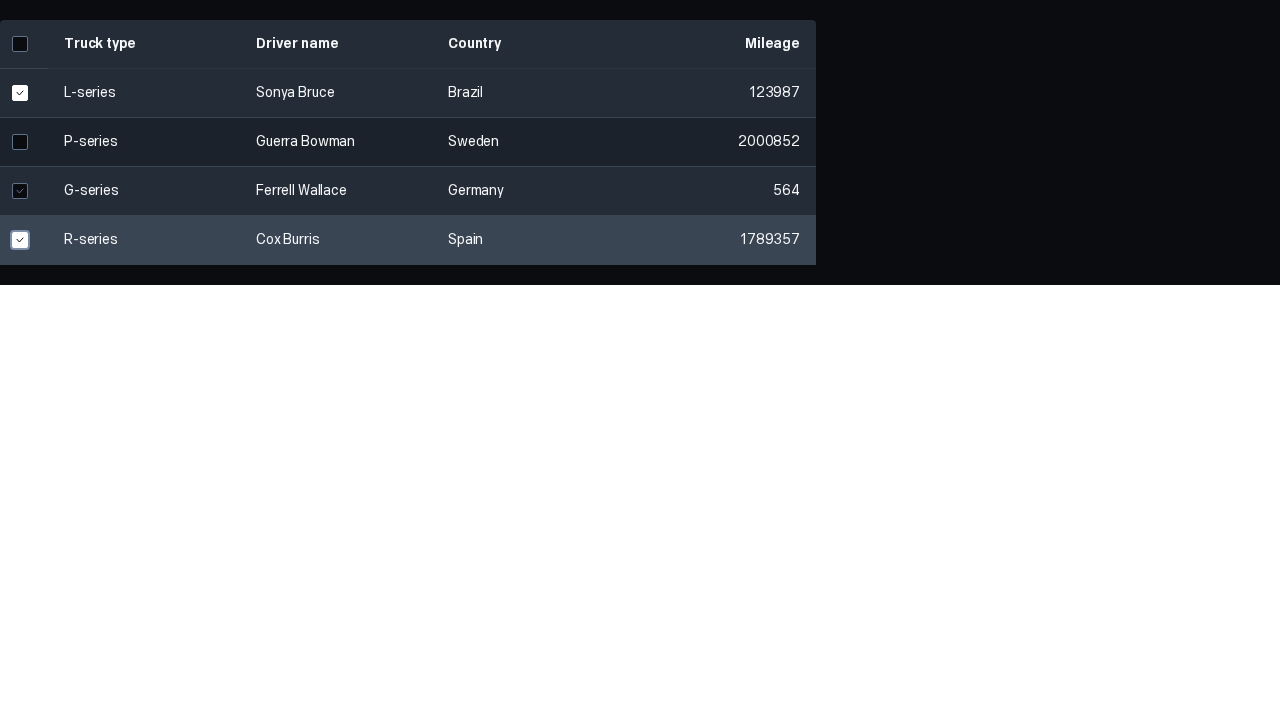 Truck type Driver name Country Mileage
L-series Sonya Bruce Brazil 123987
P-series Guerra Bowman Sweden 2000852
G-series Ferrell Wallace Germany 564
R-series Cox Burris Spain 1789357